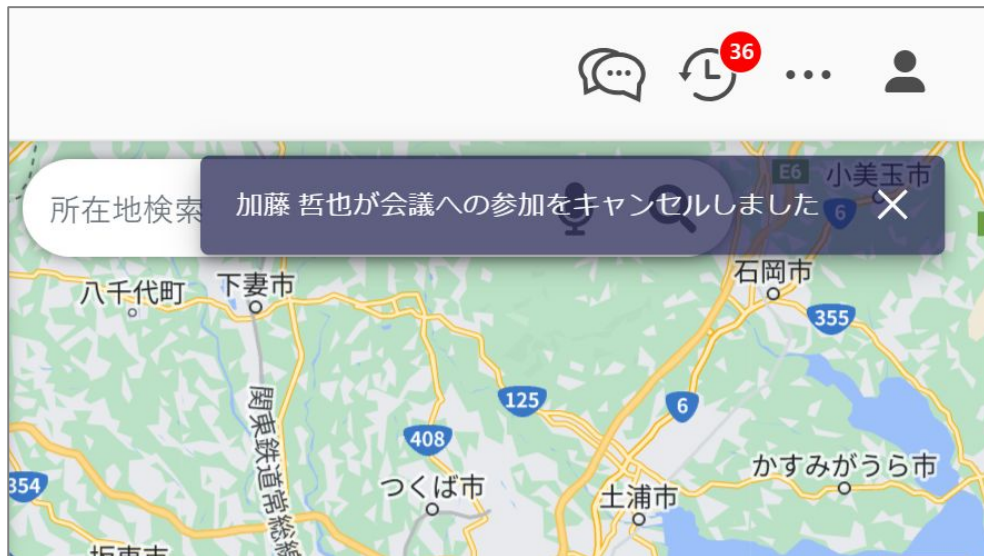 36
所在地検索
加藤 哲也が会議への参加をキャンセルしました
E6
小美玉市
6
石岡市
八千代町
下妻市
355
関東鉄道常総線
125
6
408
かすみがうら市
354
つくば市
土浦市
坂東市